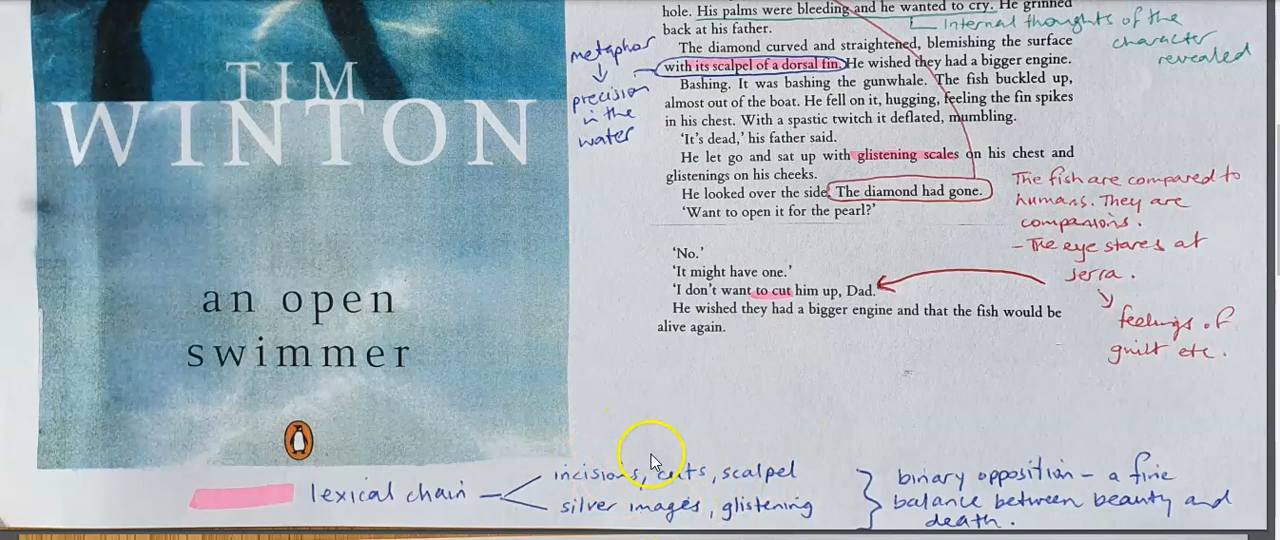 TIM
WINTON
an open
swimmer
hole. His palms were bleeding and he wanted to cry. He grinned
back at his father.
The diamond curved and straightened, blemishing the surface
with its scalpel of a dorsal fin. He wished they had a bigger engine.
Bashing. It was bashing the gunwhale. The fish buckled up,
almost out of the boat. He fell on it, hugging, feeling the fin spikes
in his chest. With a spastic twitch it deflated, mumbling.
'It's dead,' his father said.
He let go and sat up with glistening scales on his chest and
glistenings on his cheeks.
He looked over the side. The diamond had gone.
'Want to open it for the pearl?'
'No.'
'It might have one.'
'I don't want to cut him up, Dad.'
He wished they had a bigger engine and that the fish would be
alive again.
Internal thoughts of the
character
revealed
metaphor
precision
in the
water
The fish are compared to
humans. They are
companions.
- The eye stares at
Jerra.
feelings of
guilt etc.
lexical chain
incisions, cuts, scalpel
silver images, glistening
binary opposition - a fine
balance between beauty and
death.